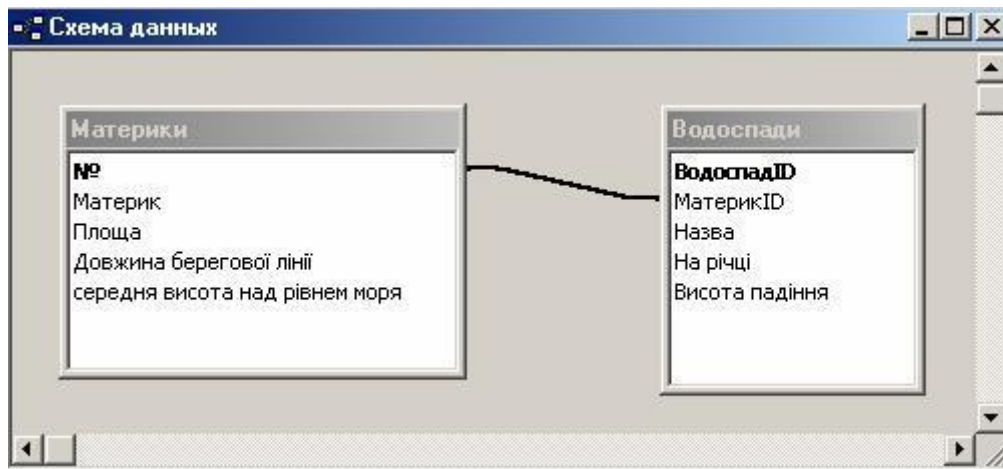 Схема данных
Материки
№
Материк
Площа
Довжина берегової лінії
середня висота над рівнем моря
Водоспади
ВодоспадID
МатерикID
Назва
На річці
Висота падіння